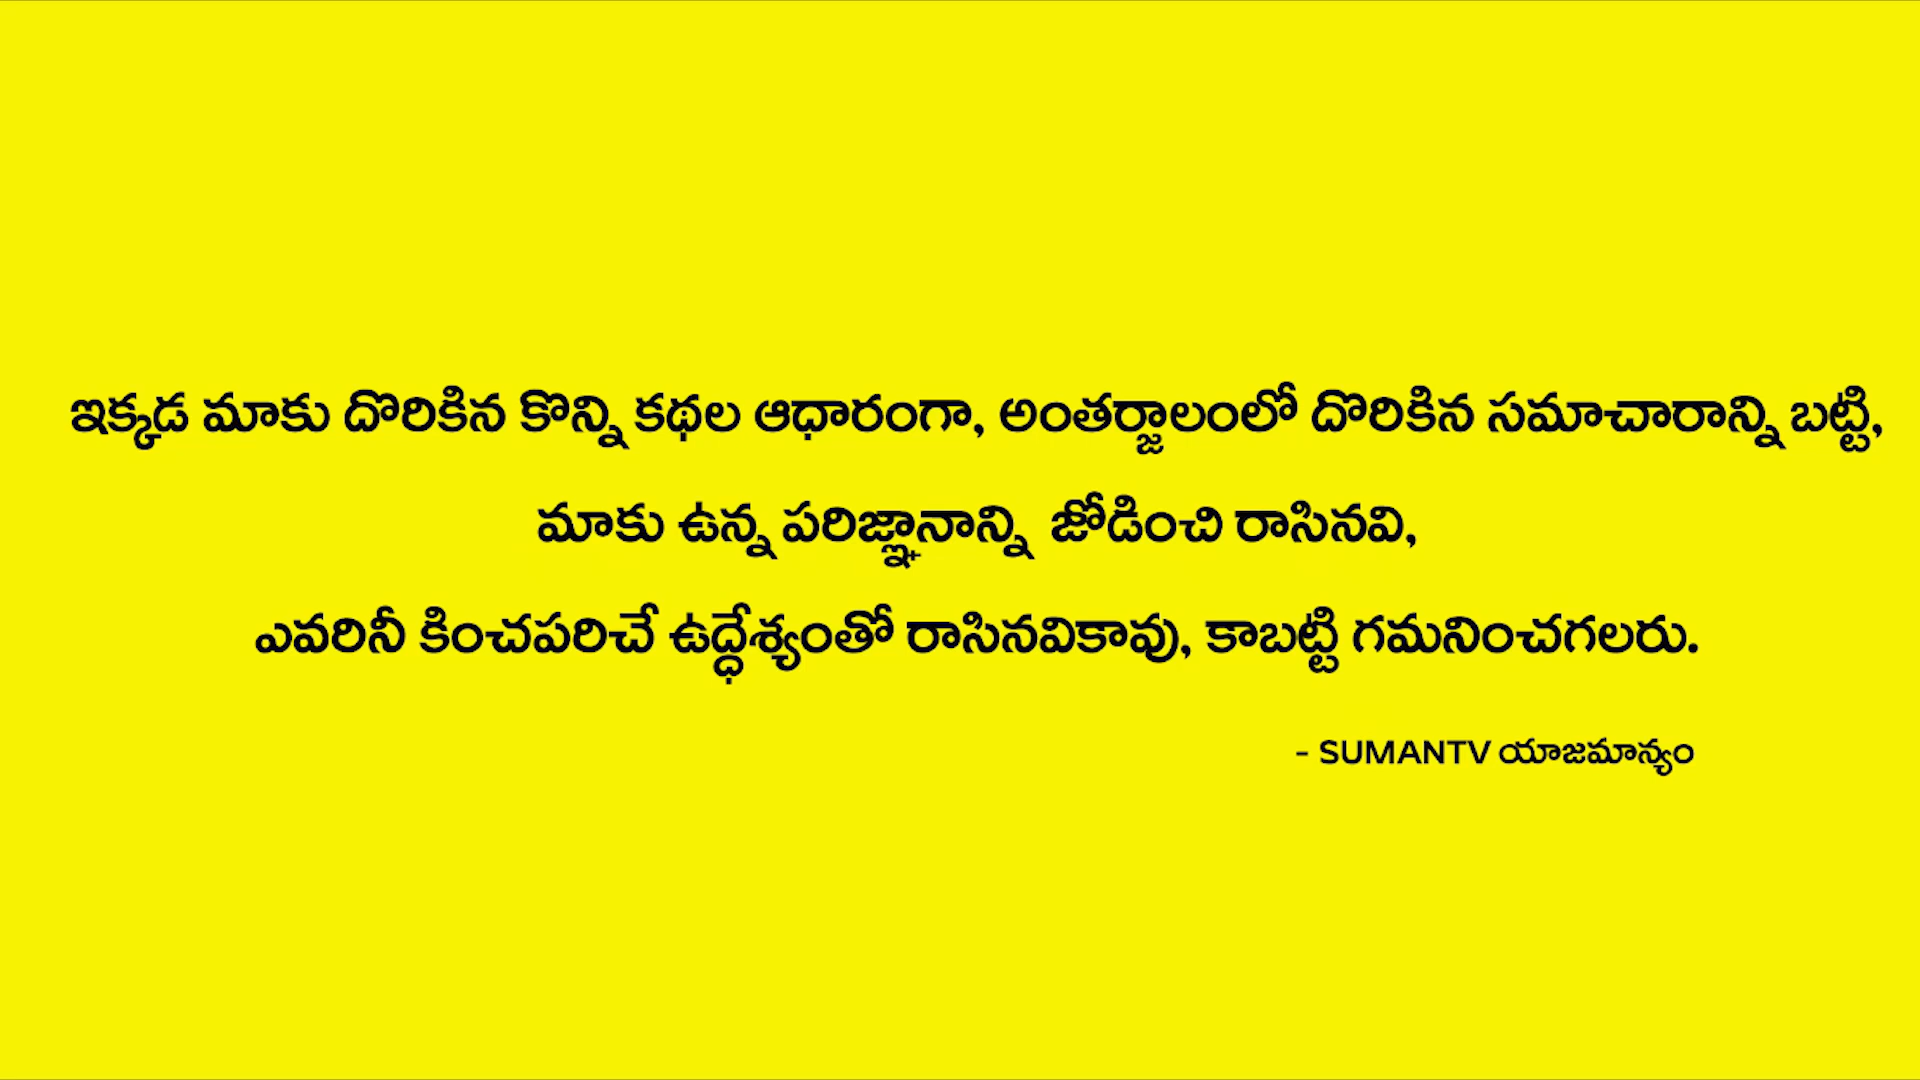 ఇక్కడ మాకు దొరికిన కొన్ని కథల ఆధారంగా, అంతర్జాలంలో దొరికిన సమాచారాన్ని బట్టి,
మాకు ఉన్న పరిజ్ఞానాన్ని జోడించి రాసినవి,
ఎవరినీ కించపరిచే ఉద్ధేశ్యంతో రాసినవికావు, కాబట్టి గమనించగలరు.
- SUMANTV యాజమాన్యం